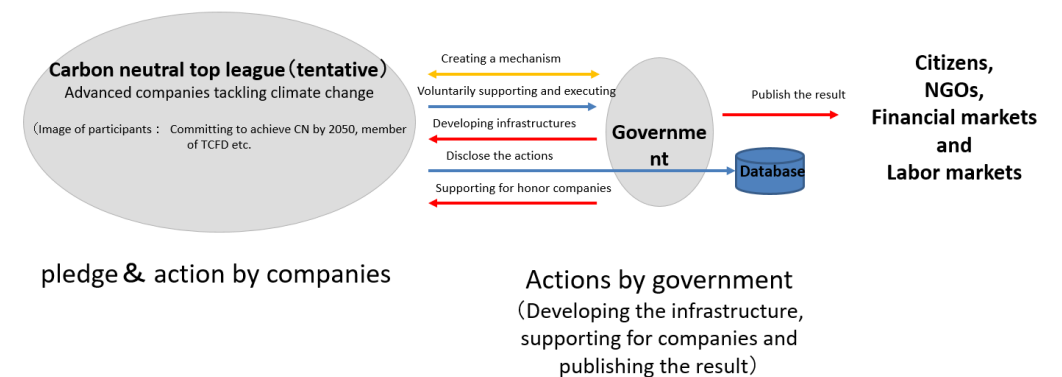 Carbon neutral top league（tentative）
Advanced companies tackling climate change
（Image of participants： Committing to achieve CN by 2050, member
of TCFD etc.
Creating a mechanism
Voluntarily supporting and executing
Developing infrastructures
Disclose the actions
Supporting for honor companies
Governme
nt
Publish the result
Database
Citizens,
NGOs,
Financial markets
and
Labor markets
pledge＆ action by companies
Actions by government
（Developing the infrastructure,
supporting for companies and
publishing the result）